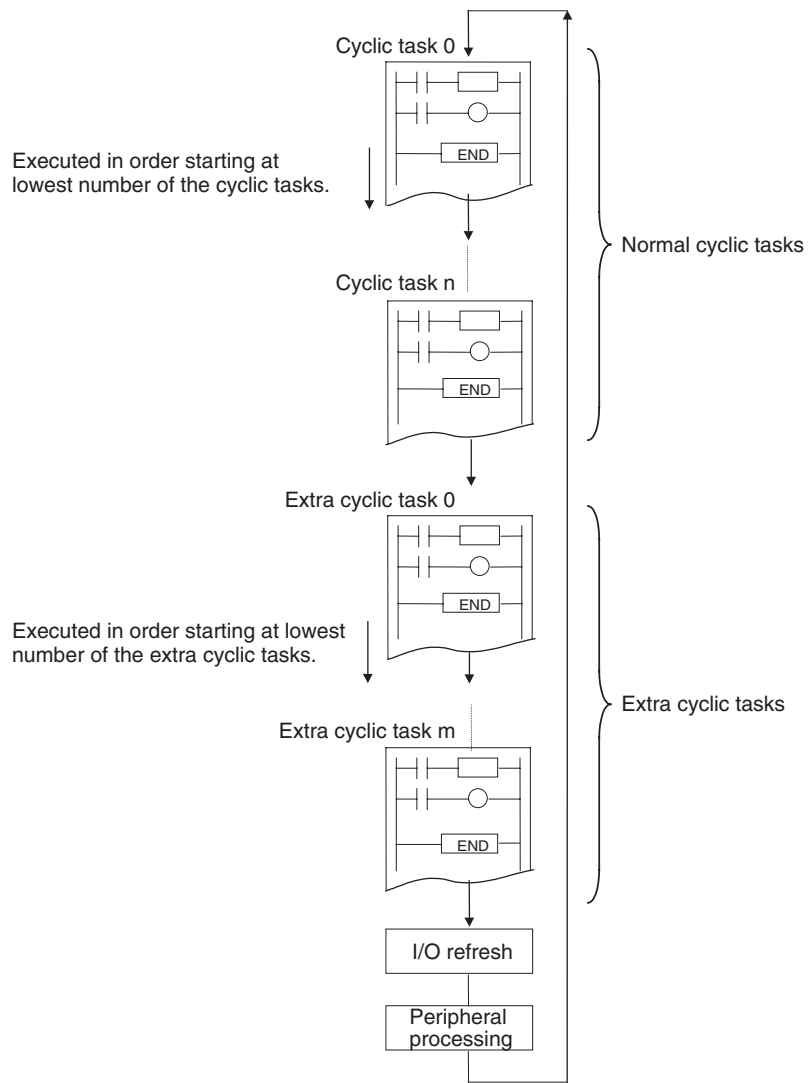 Cyclic task 0
END
Executed in order starting at
lowest number of the cyclic tasks.
Normal cyclic tasks
Cyclic task n
END
Extra cyclic task 0
END
Executed in order starting at lowest
number of the extra cyclic tasks.
Extra cyclic tasks
Extra cyclic task m
END
I/O refresh
Peripheral
processing